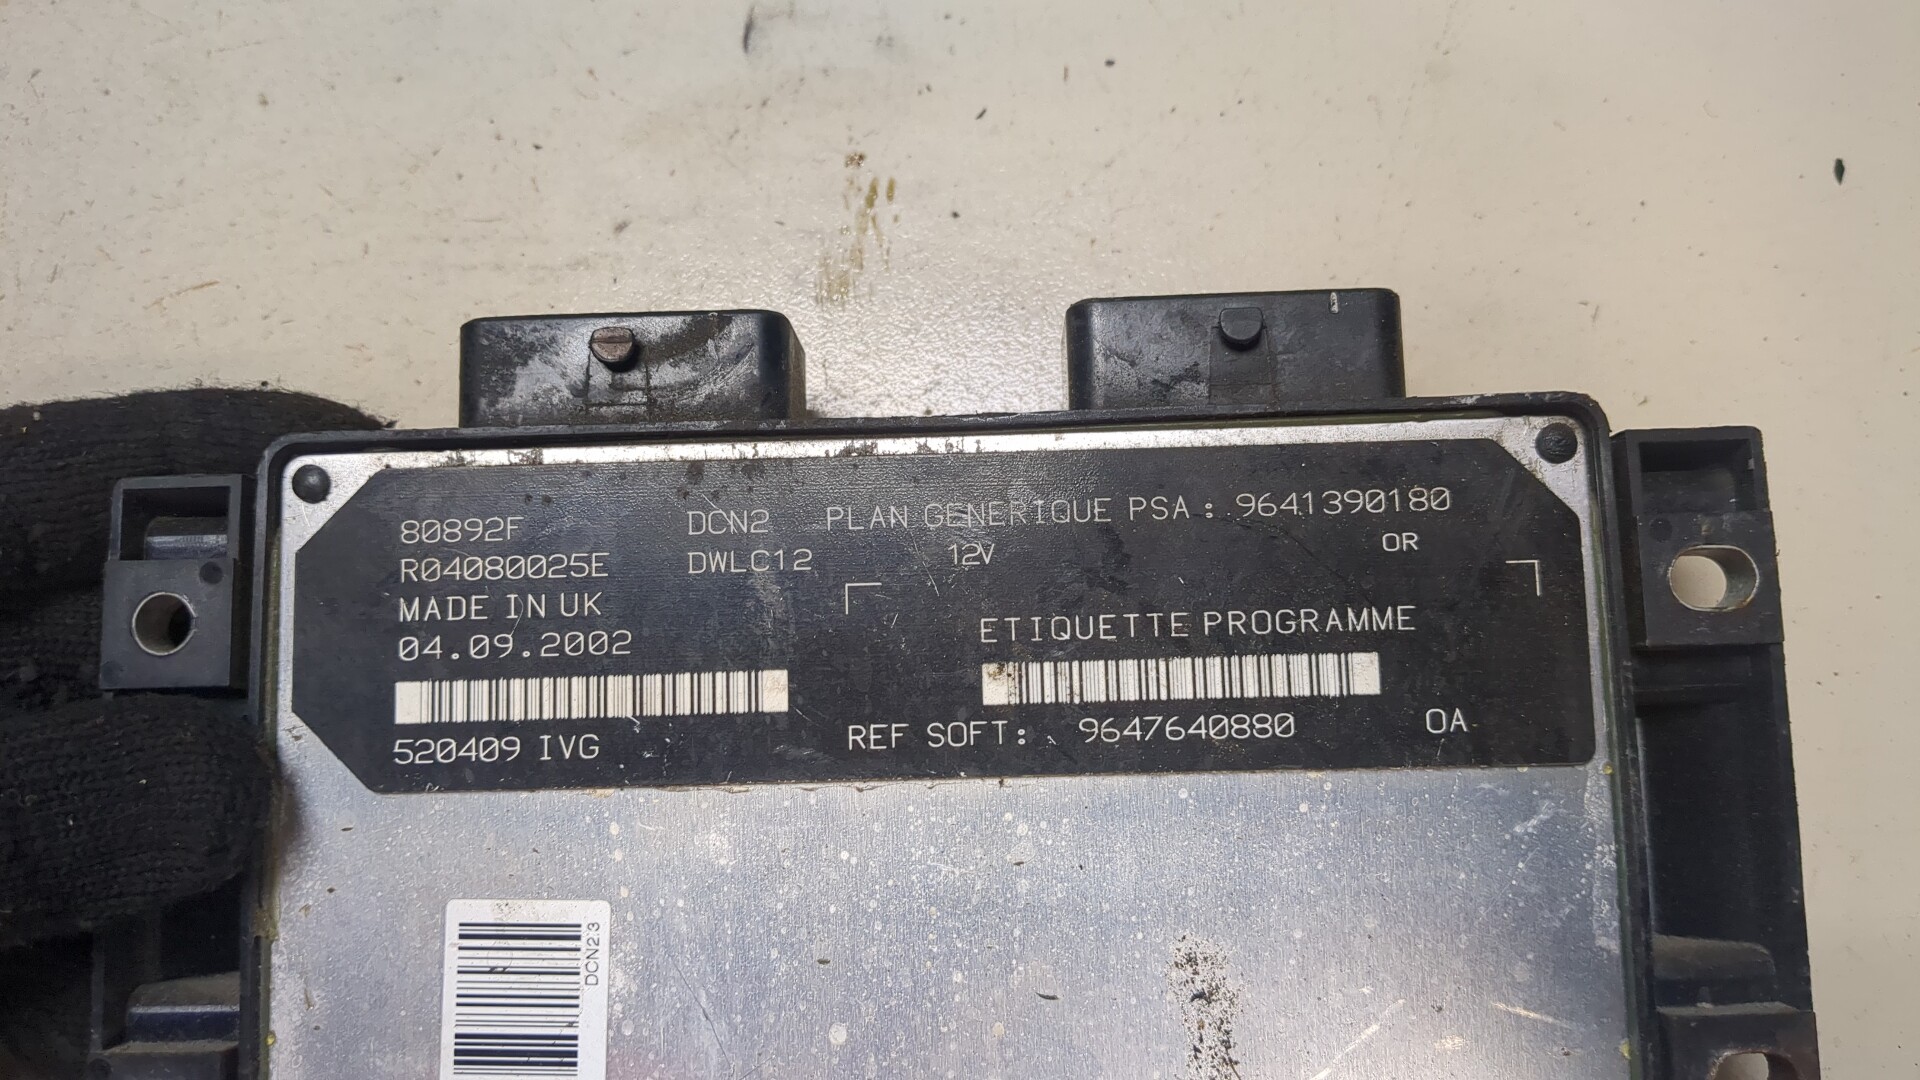 80892F
R04080025E
MADE IN UK
04.09.2002
520409 IVG
DCN2 PLAN GENERIQUE PSA : 9641390180
DWLC12 12V OR
ETIQUETTE PROGRAMME
REF SOFT: 9647640880 0A
DCN2:3